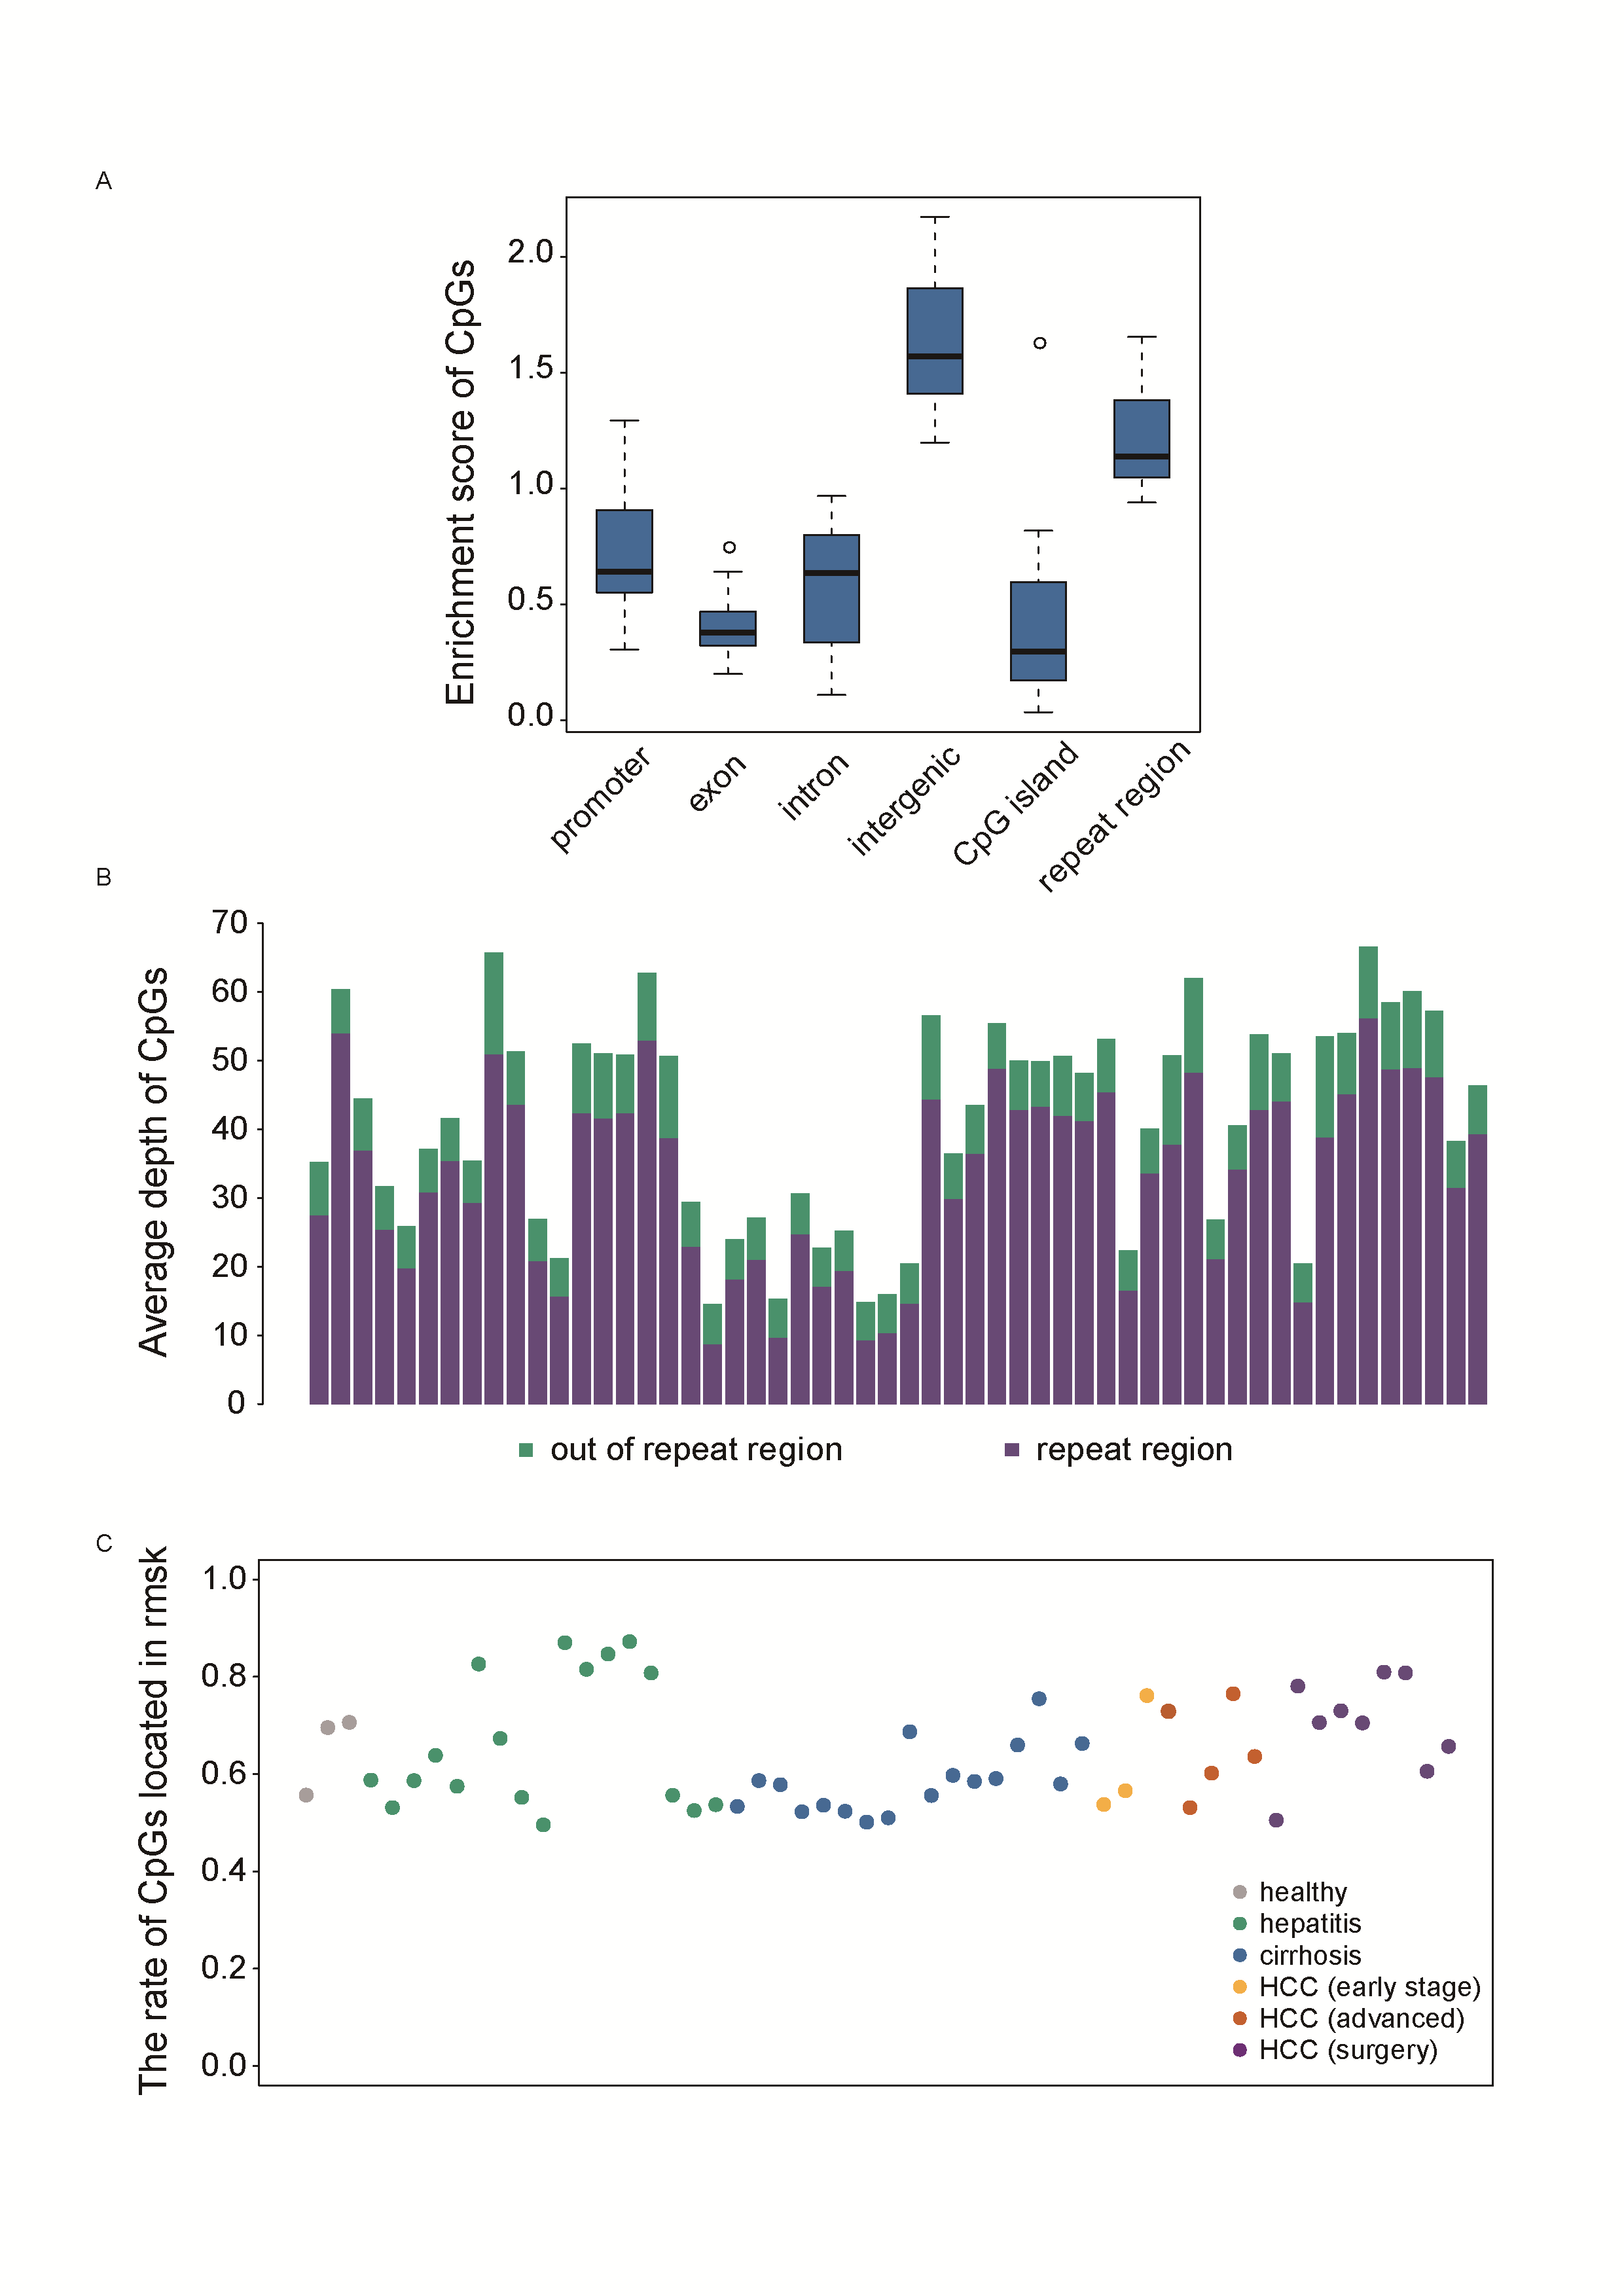 A
Enrichment score of CpGs
2.0
1.5
1.0
0.5
0.0
promoter
exon
intron
intergenic
CpG island
repeat region
B
Average depth of CpGs
70
60
50
40
30
20
10
0
out of repeat region
repeat region
C
The rate of CpGs located in rmsk
1.0
0.8
0.6
0.4
0.2
0.0
healthy
hepatitis
cirrhosis
HCC (early stage)
HCC (advanced)
HCC (surgery)